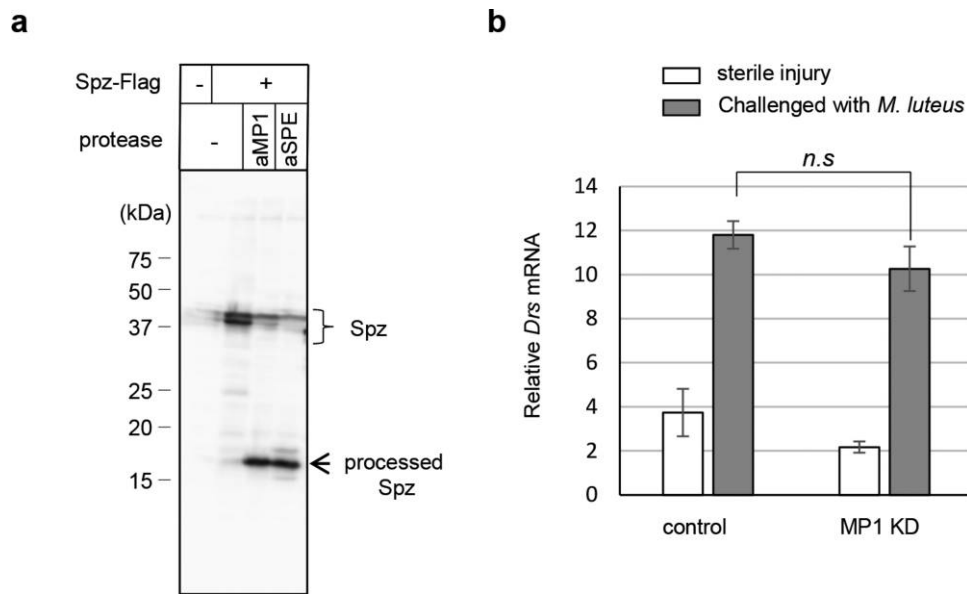 a
Spz-Flag
- +
protease
- aMP1 aSPE
(kDa)
75
50
37
25
20
15
Spz
processed
Spz
b
sterile injury
Challenged with M. luteus
n.s
Relative Drs mRNA
14
12
10
8
6
4
2
0
control MP1 KD